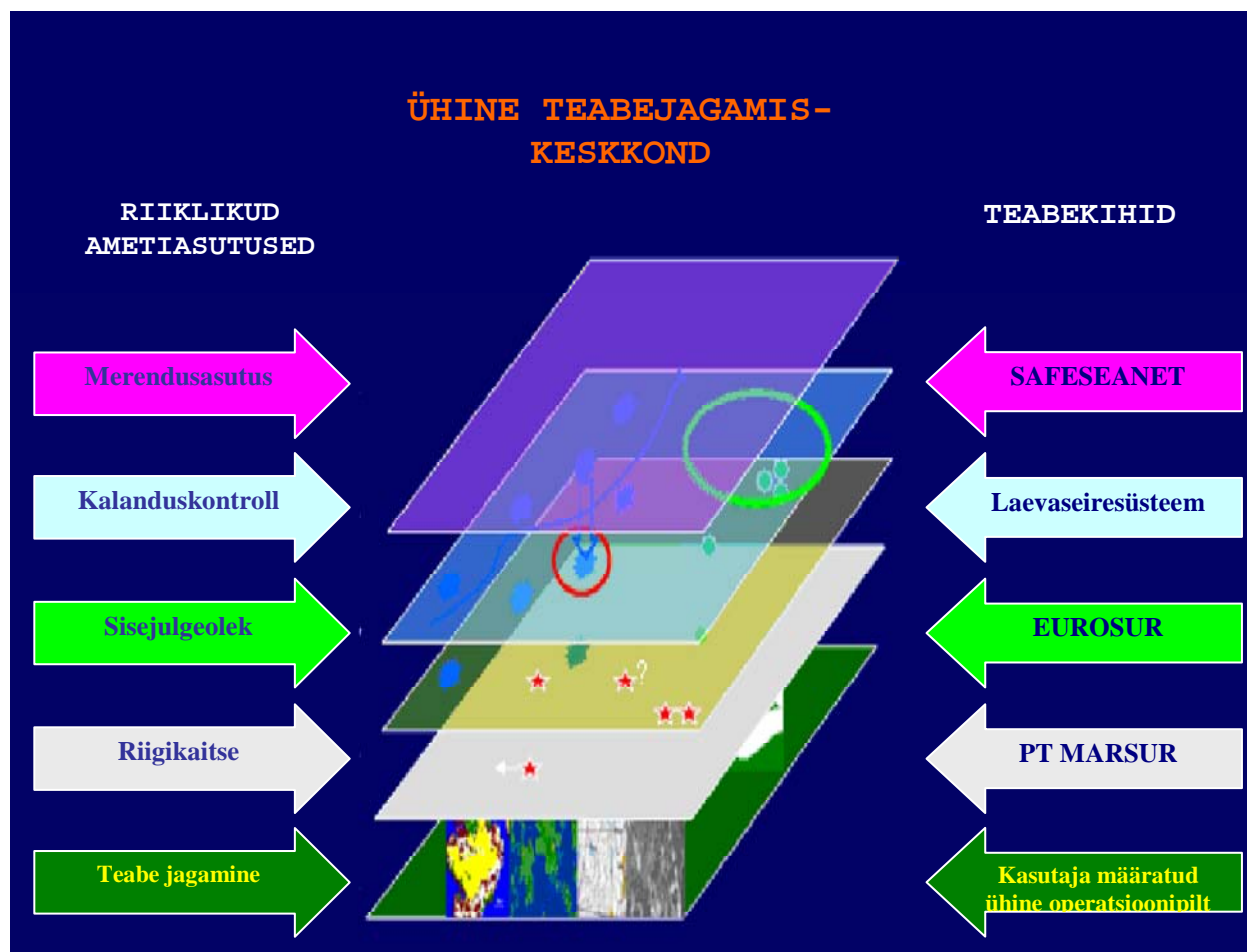 ÜHINE TEABEJAGAMIS-
KESKKOND
RIIKLIKUD
AMETIASUTUSED
TEABEKIHID
Merendusasutus
SAFESEANET
Kalanduskontroll
Laevaseiresüsteem
Sisejulgeolek
EUROSUR
?
Riigikaitse
PT MARSUR
Teabe jagamine
Kasutaja määratud
ühine operatsioonipilt